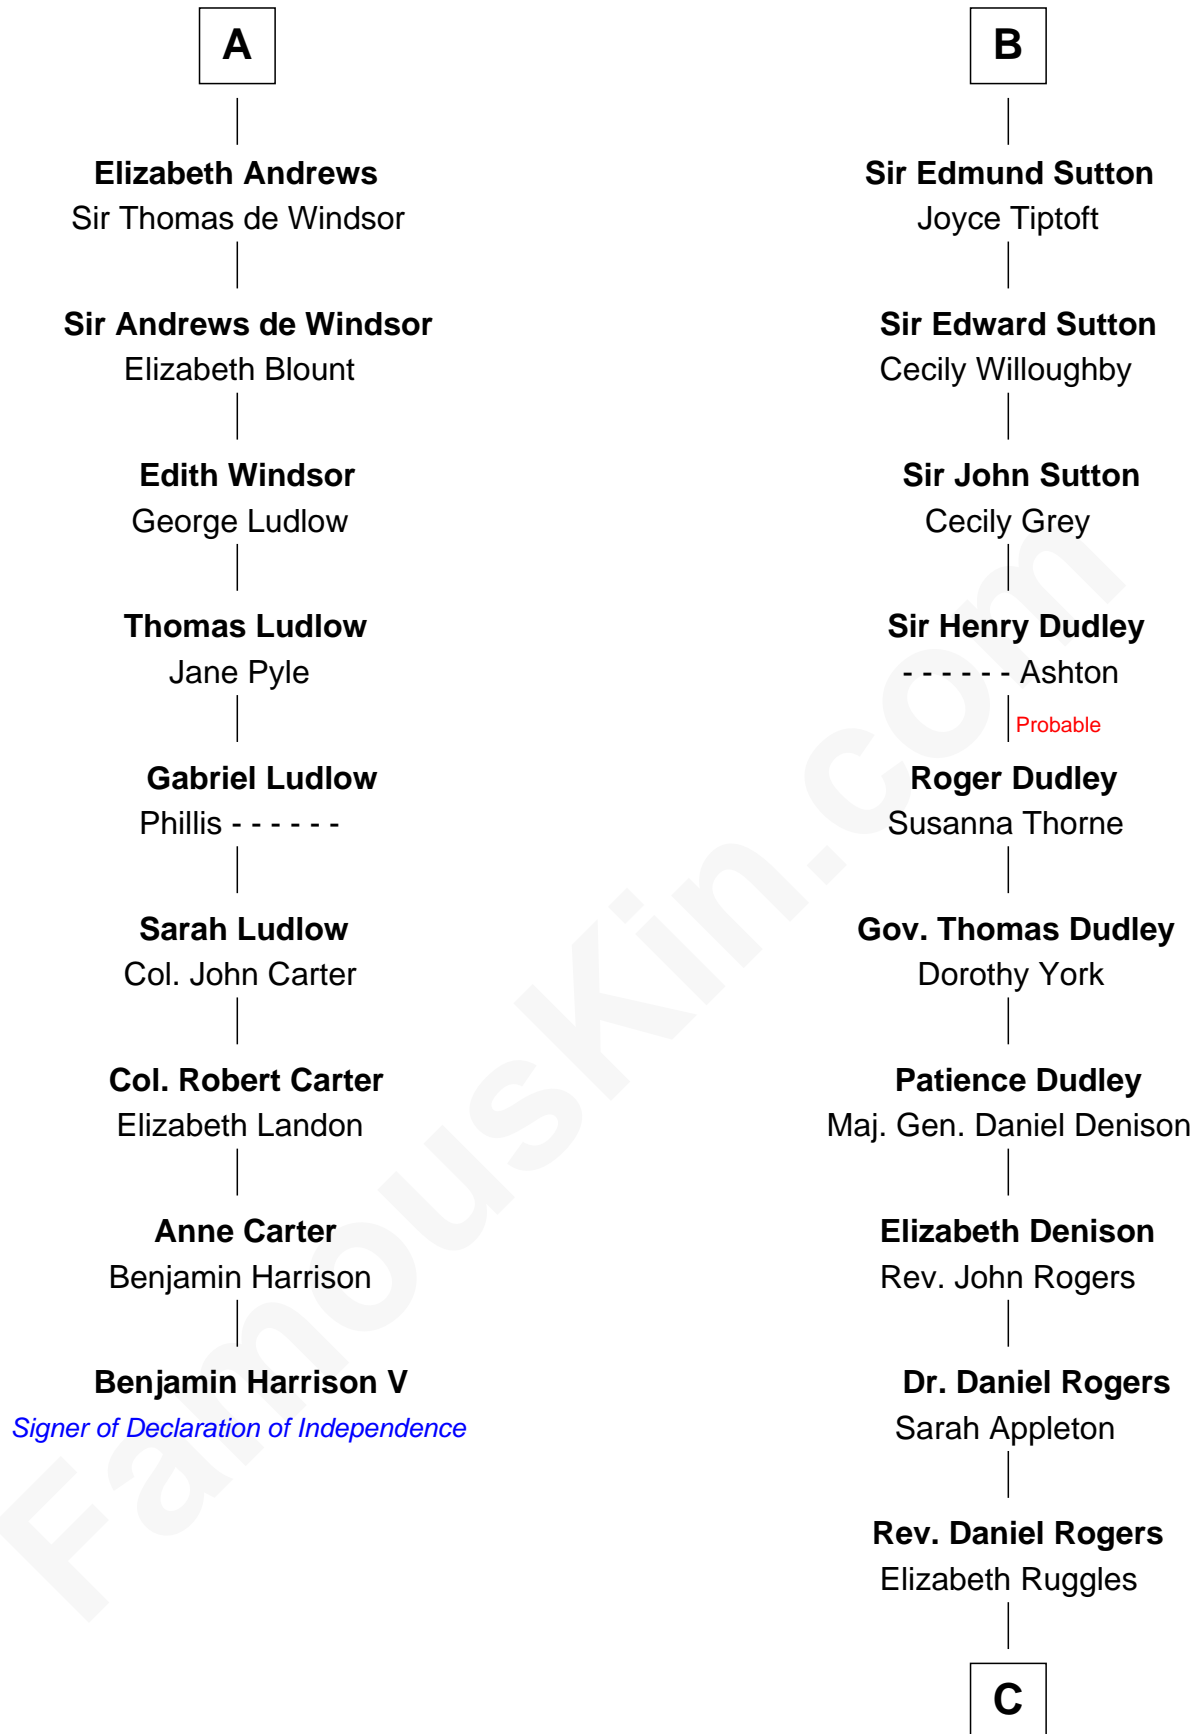 A
Elizabeth Andrews
Sir Thomas de Windsor
Sir Andrews de Windsor
Elizabeth Blount
Edith Windsor
George Ludlow
Thomas Ludlow
Jane Pyle
Gabriel Ludlow
Phillis - - - - - -
Sarah Ludlow
Col. John Carter
Col. Robert Carter
Elizabeth Landon
Anne Carter
Benjamin Harrison
Benjamin Harrison V
Signer of Declaration of Independence
B
Sir Edmund Sutton
Joyce Tiptoft
Sir Edward Sutton
Cecily Willoughby
Sir John Sutton
Cecily Grey
Sir Henry Dudley
- - - - - - Ashton
Probable
Roger Dudley
Susanna Thorne
Gov. Thomas Dudley
Dorothy York
Patience Dudley
Maj. Gen. Daniel Denison
Elizabeth Denison
Rev. John Rogers
Dr. Daniel Rogers
Sarah Appleton
Rev. Daniel Rogers
Elizabeth Ruggles
C
FamousKin.com